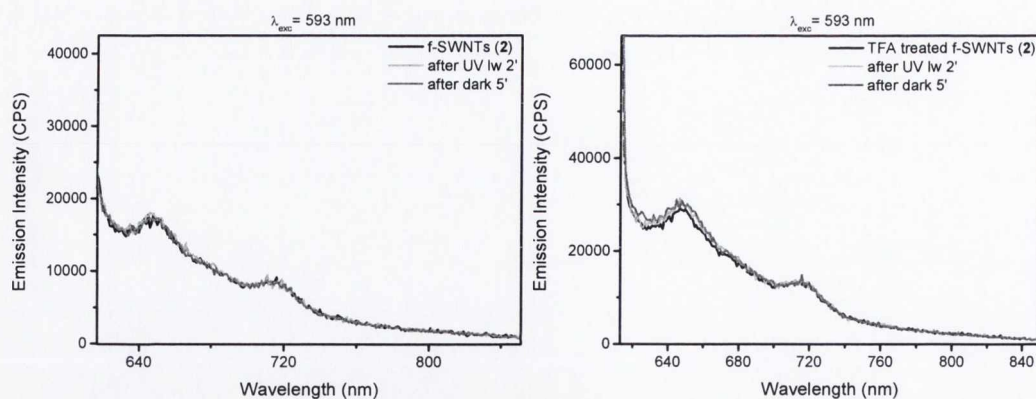 λexc= 593 nm
f-SWNTs (2)
after UV lw 2'
after dark 5'
Emission Intensity (CPS)
40000
30000
20000
10000
0
640
720
800
Wavelength (nm)
λexc= 593 nm
TFA treated f-SWNTs (2)
after UV lw 2'
after dark 5'
Emission Intensity (CPS)
60000
40000
20000
0
640
680
720
760
800
840
Wavelength (nm)